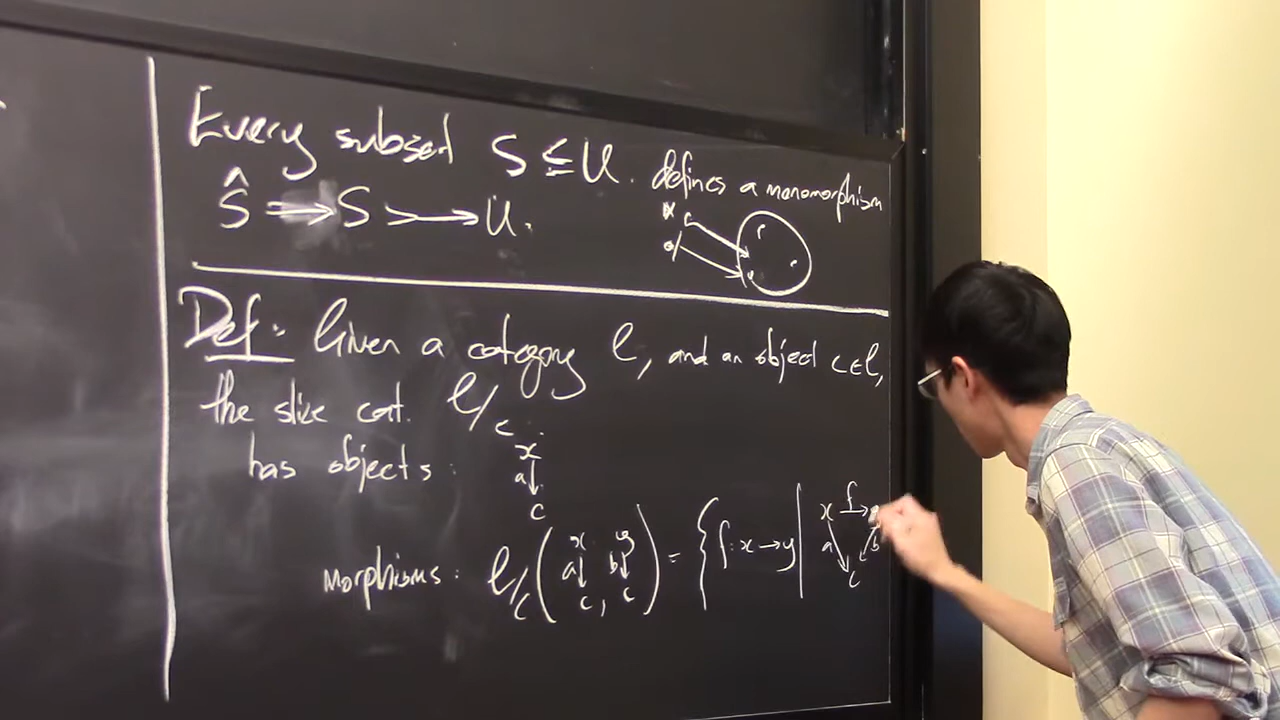 Every subset S ⊆ U. defines a monomorphism
Ŝ ⟹ S ↣ U.
Def: Given a category C, and an object c ∈ C,
the slice cat. C/c
has objects: x a↓ c
morphisms: C/c (x a↓ c, y b↓ c) = { f: x → y | x f→ y a b c